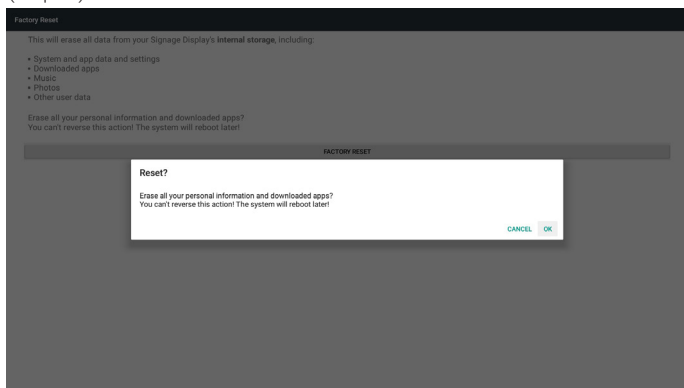 Factory Reset
This will erase all data from your Signage Display's internal storage, including:
• System and app data and settings
• Downloaded apps
• Music
• Photos
• Other user data
Erase all your personal information and downloaded apps?
You can't reverse this action! The system will reboot later!
FACTORY RESET
Reset?
Erase all your personal information and downloaded apps?
You can't reverse this action! The system will reboot later!
CANCEL OK